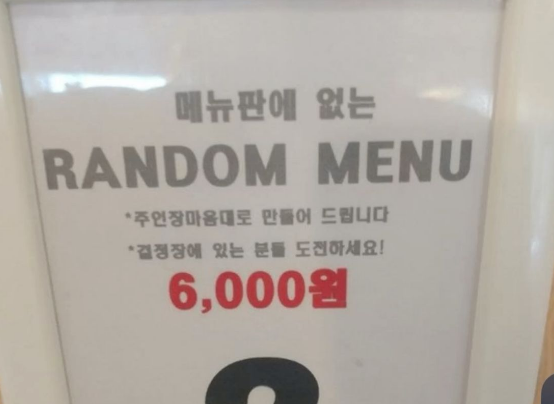 메뉴판에 없는
RANDOM MENU
*주인장마음대로 만들어 드립니다
*결정장에 있는 분들 도전하세요!
6,000원